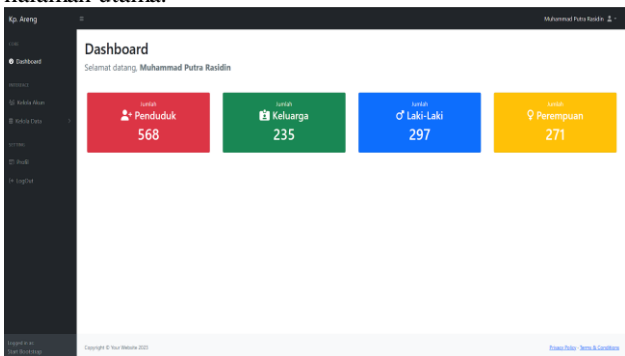 halaman utama.
Kp. Areng
Muhammad Putra Rasidin
Dashboard
Selamat datang, Muhammad Putra Rasidin
Dashboard
Kelola Akun
Kelola Data
Profil
LogOut
Jumlah
Penduduk
568
Jumlah
Keluarga
235
Jumlah
Laki-Laki
297
Jumlah
Perempuan
271
Logged in as:
Start Bootstrap
Copyright © Your Website 2023
Privacy Policy · Terms & Conditions